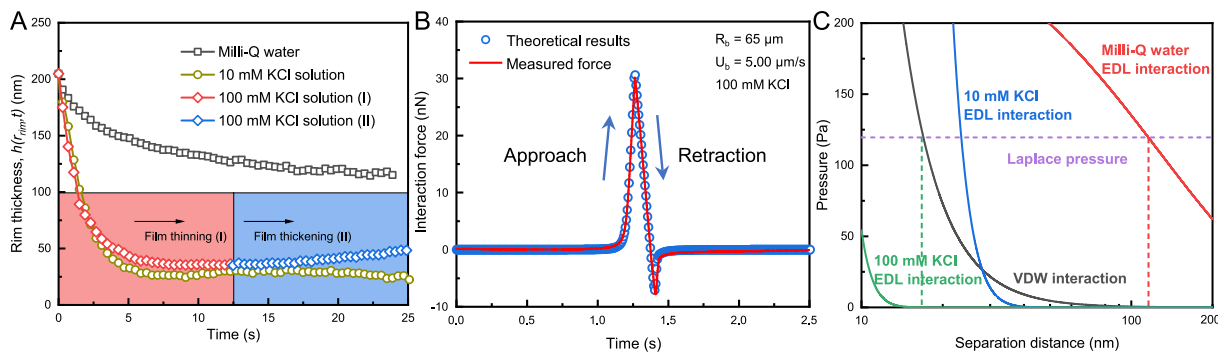 A
250
200
150
100
50
0
Rim thickness, h(r_rim,t) (nm)
Milli-Q water
10 mM KCl solution
100 mM KCl solution (I)
100 mM KCl solution (II)
Film thinning (I)
Film thickening (II)
0
5
10
15
20
25
Time (s)
B
40
30
20
10
0
-10
Interaction force (nN)
Theoretical results
Measured force
R_b = 65 μm
U_b = 5.00 μm/s
100 mM KCl
Approach
Retraction
0.0
0.5
1.0
1.5
2.0
2.5
Time (s)
C
200
150
100
50
0
Pressure (Pa)
Milli-Q water
EDL interaction
10 mM KCl
EDL interaction
Laplace pressure
100 mM KCl
EDL interaction
VDW interaction
10
100
200
Separation distance (nm)